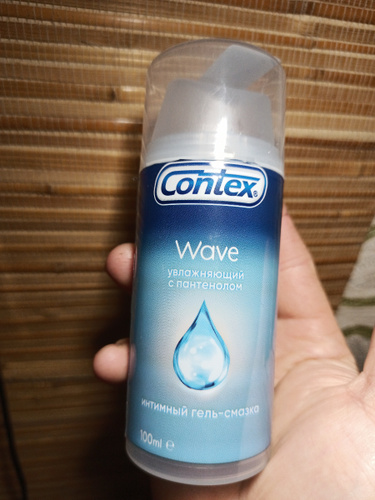 Contex®
Wave
увлажняющий
с пантенолом
интимный гель-смазка
100ml ℮